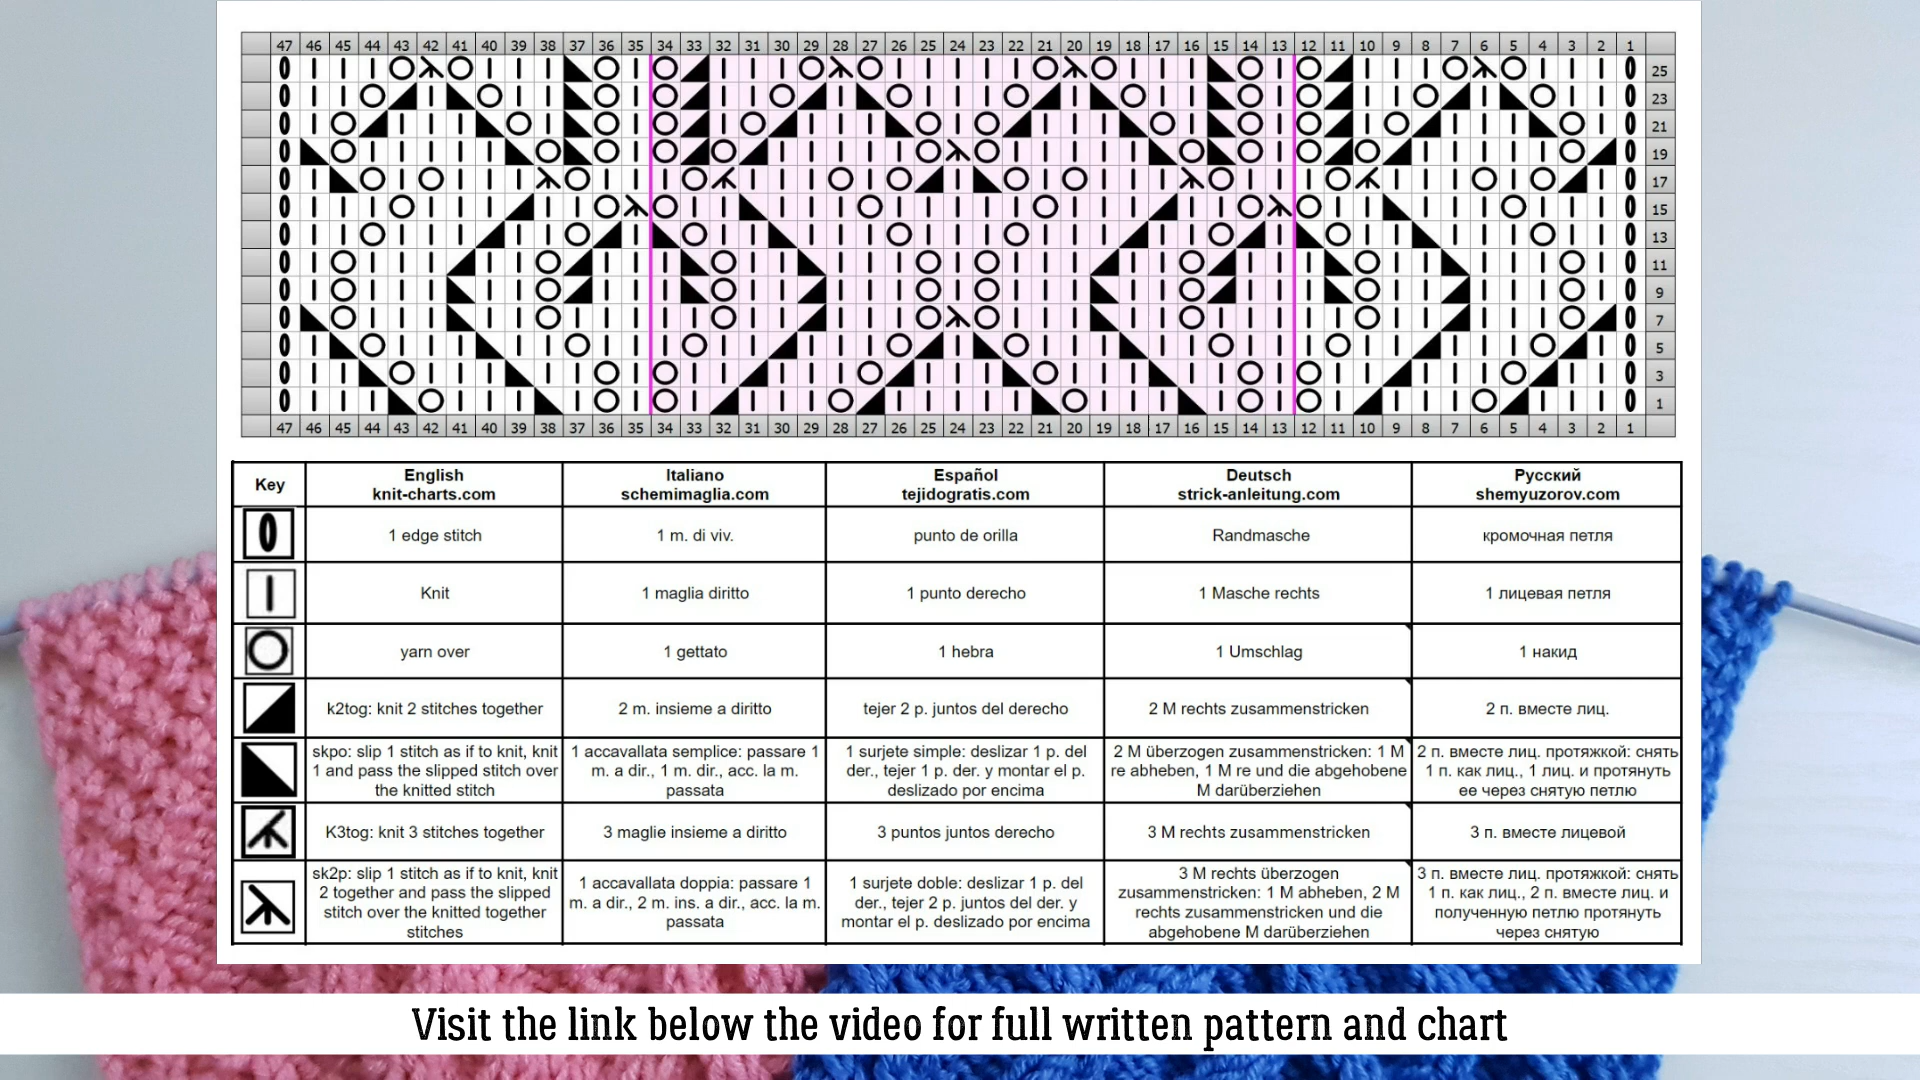 47 46 45 44 43 42 41 40 39 38 37 36 35 34 33 32 31 30 29 28 27 26 25 24 23 22 21 20 19 18 17 16 15 14 13 12 11 10 9 8 7 6 5 4 3 2 1
25
23
21
19
17
15
13
11
9
7
5
3
1
47 46 45 44 43 42 41 40 39 38 37 36 35 34 33 32 31 30 29 28 27 26 25 24 23 22 21 20 19 18 17 16 15 14 13 12 11 10 9 8 7 6 5 4 3 2 1
Key
English
knit-charts.com
Italiano
schemimaglia.com
Español
tejidogratis.com
Deutsch
strick-anleitung.com
Русский
shemyuzorov.com
1 edge stitch
1 m. di viv.
punto de orilla
Randmasche
кромочная петля
Knit
1 maglia diritto
1 punto derecho
1 Masche rechts
1 лицевая петля
yarn over
1 gettato
1 hebra
1 Umschlag
1 накид
k2tog: knit 2 stitches together
2 m. insieme a diritto
tejer 2 p. juntos del derecho
2 M rechts zusammenstricken
2 п. вместе лиц.
skpo: slip 1 stitch as if to knit, knit
1 and pass the slipped stitch over
the knitted stitch
1 accavallata semplice: passare 1
m. a dir., 1 m. dir., acc. la m.
passata
1 surjete simple: deslizar 1 p. del
der., tejer 1 p. der. y montar el p.
deslizado por encima
2 M überzogen zusammenstricken: 1 M
re abheben, 1 M re und die abgehobene
M darüberziehen
2 п. вместе лиц. протяжкой: снять
1 п. как лиц., 1 лиц. и протянуть
ее через снятую петлю
K3tog: knit 3 stitches together
3 maglie insieme a diritto
3 puntos juntos derecho
3 M rechts zusammenstricken
3 п. вместе лицевой
sk2p: slip 1 stitch as if to knit, knit
2 together and pass the slipped
stitch over the knitted together
stitches
1 accavallata doppia: passare 1
m. a dir., 2 m. ins. a dir., acc. la m.
passata
1 surjete doble: deslizar 1 p. del
der., tejer 2 p. juntos del der. y
montar el p. deslizado por encima
3 M rechts überzogen
zusammenstricken: 1 M abheben, 2 M
rechts zusammenstricken und die
abgehobene M darüberziehen
3 п. вместе лиц. протяжкой: снять
1 п. как лиц., 2 п. вместе лиц. и
полученную петлю протянуть
через снятую
Visit the link below the video for full written pattern and chart